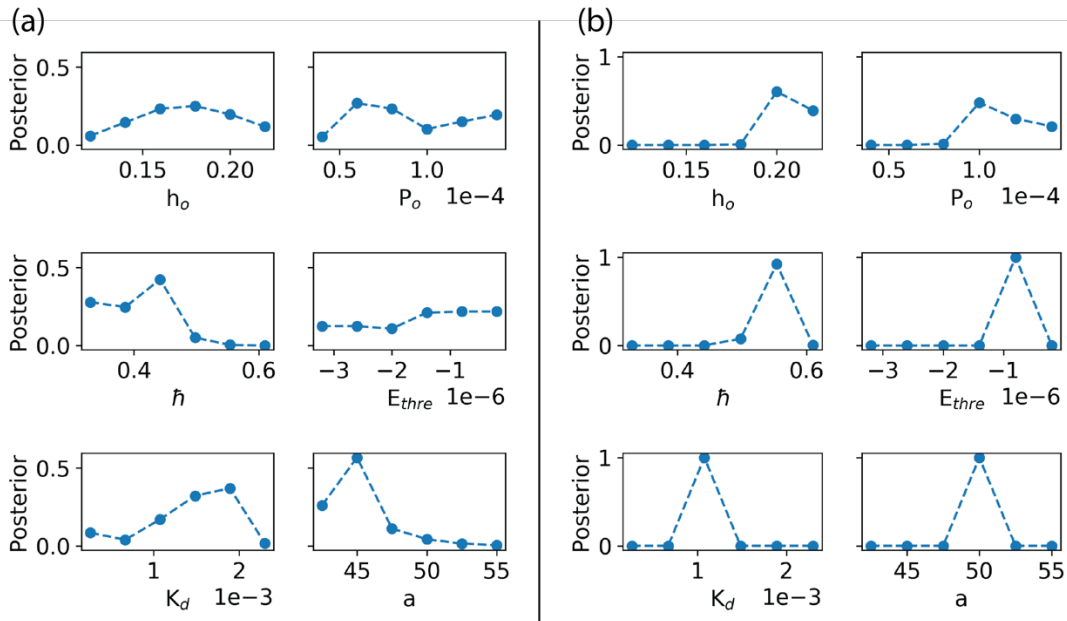 (a)
(b)
Posterior
0.5
0.0
0.15 0.20
h_o
0.5 1.0
P_o 1e−4
Posterior
1
0
0.15 0.20
h_o
0.5 1.0
P_o 1e−4
Posterior
0.5
0.0
0.4 0.6
ħ
−3 −2 −1
E_thre 1e−6
Posterior
1
0
0.4 0.6
ħ
−3 −2 −1
E_thre 1e−6
Posterior
0.5
0.0
1 2
K_d 1e−3
45 50 55
a
Posterior
1
0
1 2
K_d 1e−3
45 50 55
a